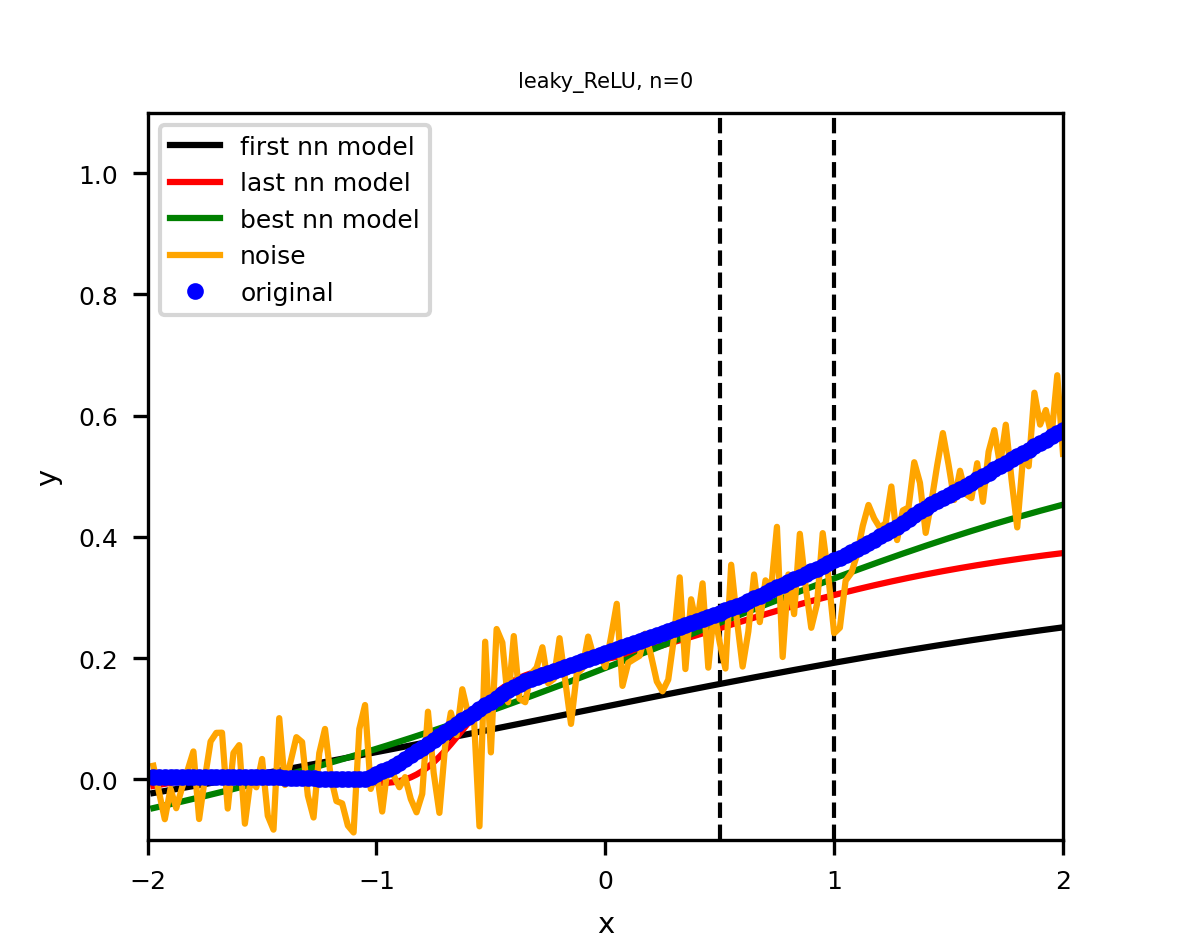 leaky_ReLU, n=0
first nn model
last nn model
best nn model
noise
original
1.0
0.8
0.6
0.4
0.2
0.0
y
−2
−1
0
1
2
x